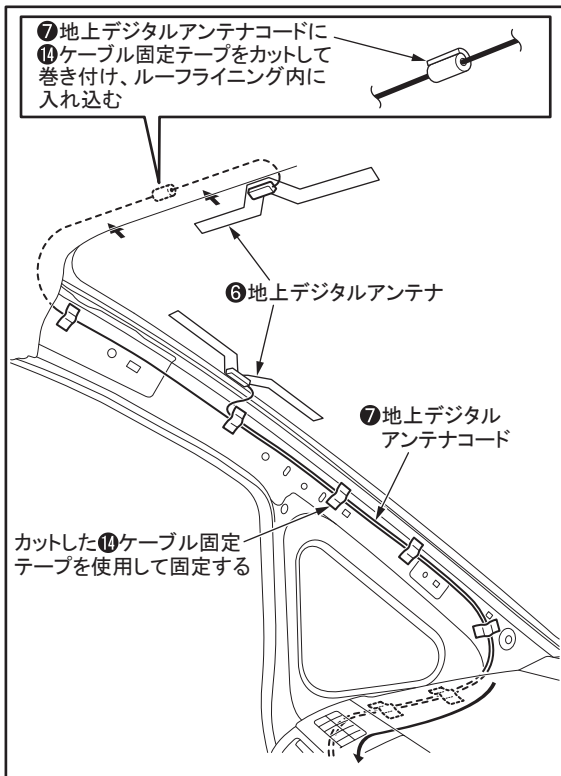 ❼地上デジタルアンテナコードに
⓮ケーブル固定テープをカットして
巻き付け、ルーフライニング内に
入れ込む
❻地上デジタルアンテナ
❼地上デジタル
アンテナコード
カットした⓮ケーブル固定
テープを使用して固定する